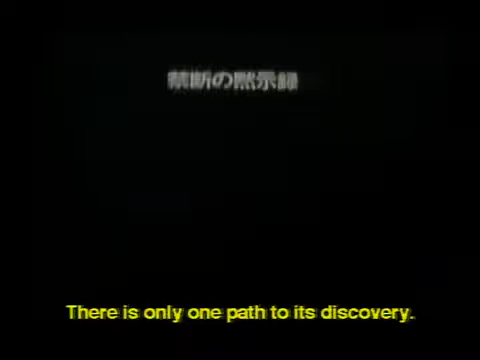 禁断の黙示録
There is only one path to its discovery.